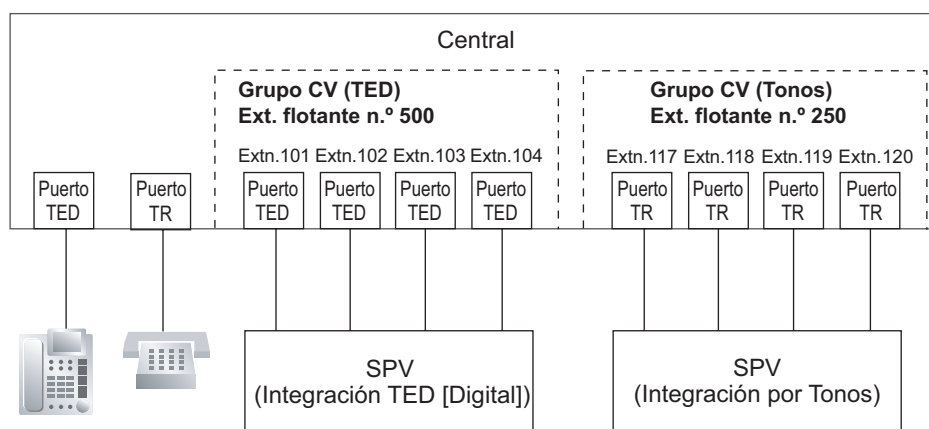 Central
Grupo CV (TED)
Ext. flotante n.º 500
Grupo CV (Tonos)
Ext. flotante n.º 250
Extn.101 Extn.102 Extn.103 Extn.104
Extn.117 Extn.118 Extn.119 Extn.120
Puerto TED
Puerto TR
Puerto TED
Puerto TED
Puerto TED
Puerto TED
Puerto TR
Puerto TR
Puerto TR
Puerto TR
SPV
(Integración TED [Digital])
SPV
(Integración por Tonos)